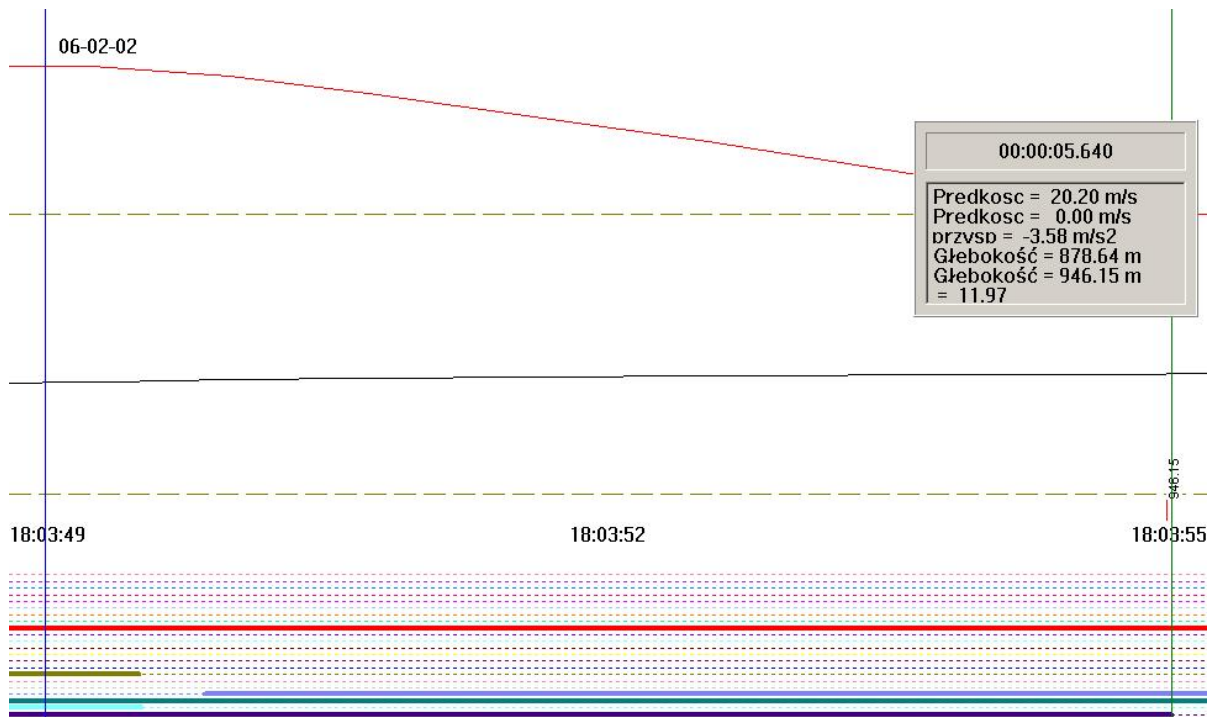 06-02-02
00:00:05.640
Predkosc = 20.20 m/s
Predkosc = 0.00 m/s
przysp = -3.58 m/s2
Głebokość = 878.64 m
Głebokość = 946.15 m
= 11.97
946.15
18:03:49 18:03:52 18:03:55